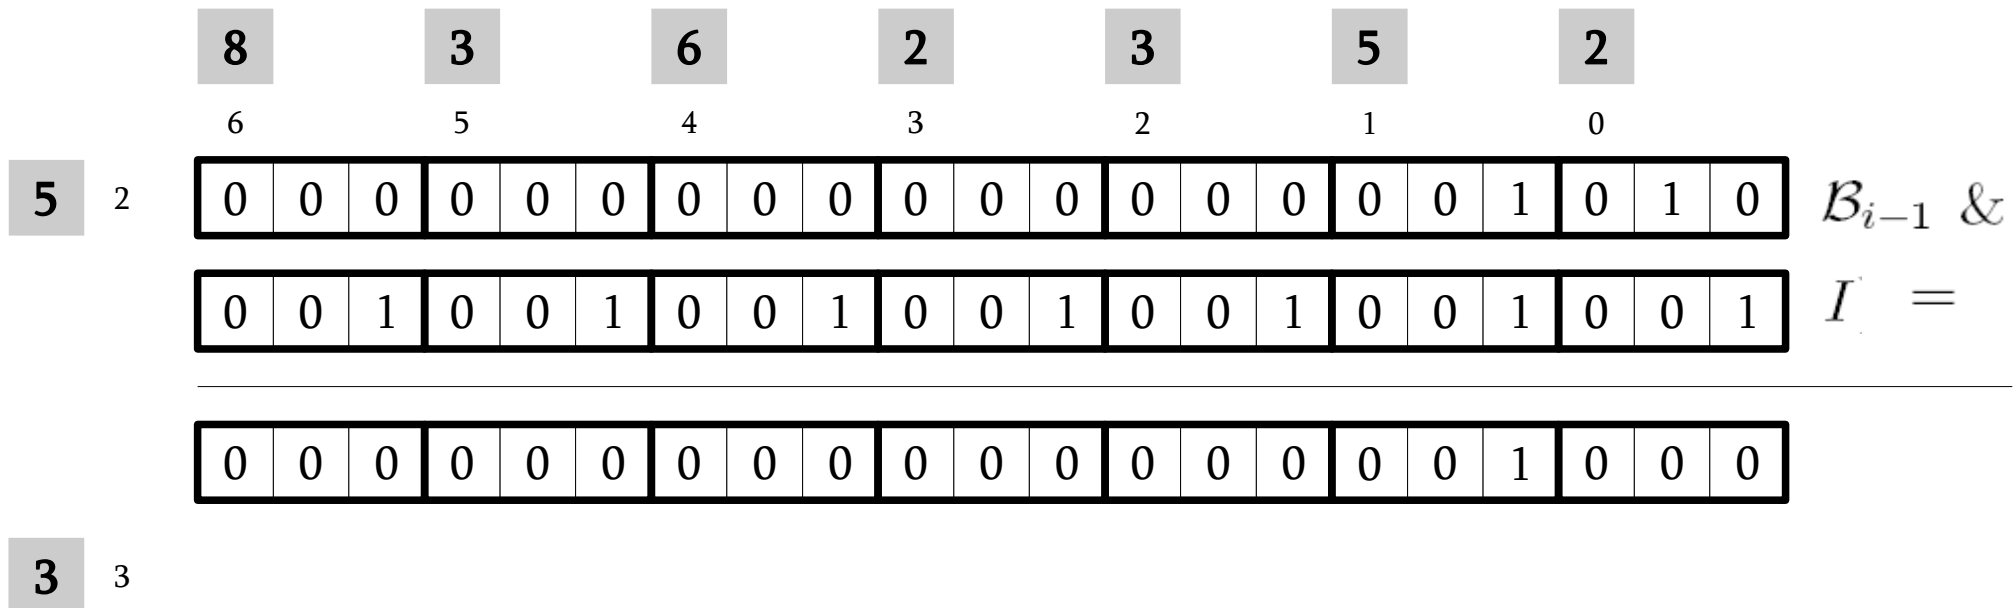 8 3 6 2 3 5 2
6 5 4 3 2 1 0
5 2 0 0 0 0 0 0 0 0 0 0 0 0 0 0 0 0 0 1 0 1 0 ℬᵢ₋₁ &
0 0 1 0 0 1 0 0 1 0 0 1 0 0 1 0 0 1 0 0 1 I =
0 0 0 0 0 0 0 0 0 0 0 0 0 0 0 0 0 1 0 0 0
3 3